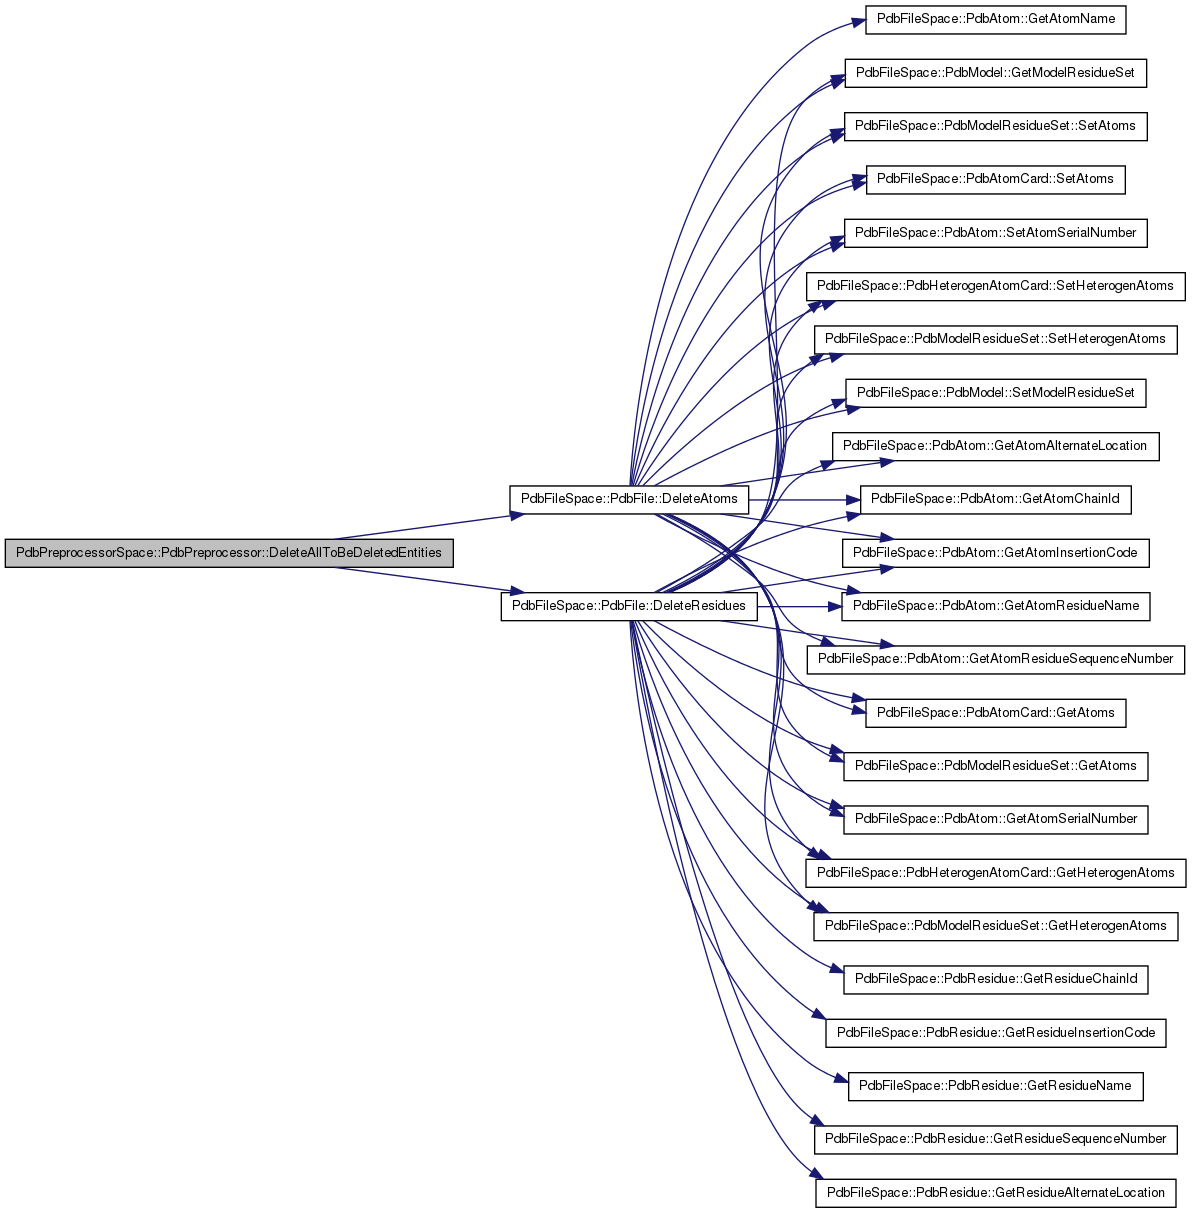 PdbFileSpace::PdbAtom::GetAtomName
PdbFileSpace::PdbModel::GetModelResidueSet
PdbFileSpace::PdbModelResidueSet::SetAtoms
PdbFileSpace::PdbAtomCard::SetAtoms
PdbFileSpace::PdbAtom::SetAtomSerialNumber
PdbFileSpace::PdbHeterogenAtomCard::SetHeterogenAtoms
PdbFileSpace::PdbModelResidueSet::SetHeterogenAtoms
PdbFileSpace::PdbModel::SetModelResidueSet
PdbFileSpace::PdbAtom::GetAtomAlternateLocation
PdbFileSpace::PdbFile::DeleteAtoms
PdbFileSpace::PdbAtom::GetAtomChainId
PdbPreprocessorSpace::PdbPreprocessor::DeleteAllToBeDeletedEntities
PdbFileSpace::PdbAtom::GetAtomInsertionCode
PdbFileSpace::PdbFile::DeleteResidues
PdbFileSpace::PdbAtom::GetAtomResidueName
PdbFileSpace::PdbAtom::GetAtomResidueSequenceNumber
PdbFileSpace::PdbAtomCard::GetAtoms
PdbFileSpace::PdbModelResidueSet::GetAtoms
PdbFileSpace::PdbAtom::GetAtomSerialNumber
PdbFileSpace::PdbHeterogenAtomCard::GetHeterogenAtoms
PdbFileSpace::PdbModelResidueSet::GetHeterogenAtoms
PdbFileSpace::PdbResidue::GetResidueChainId
PdbFileSpace::PdbResidue::GetResidueInsertionCode
PdbFileSpace::PdbResidue::GetResidueName
PdbFileSpace::PdbResidue::GetResidueSequenceNumber
PdbFileSpace::PdbResidue::GetResidueAlternateLocation